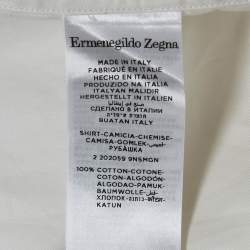 Ermenegildo Zegna
MADE IN ITALY
FABRIQUÉ EN ITALIE
HECHO EN ITALIA
PRODUZIDO NA ITALIA
ITALYAN MALIDIR
HERGESTELLT IN ITALIEN
СДЕЛАНО В ИТАЛИИ
BUATAN ITALY
SHIRT-CAMICIA-CHEMISE-
CAMISA-GOMLEK-
РУБАШКА
2 202059 9NSMGN
100% COTTON-COTONE-
COTON-ALGODÓN-
ALGODAO-PAMUK-
BAUMWOLLE-
ХЛОПОК-
KATUN